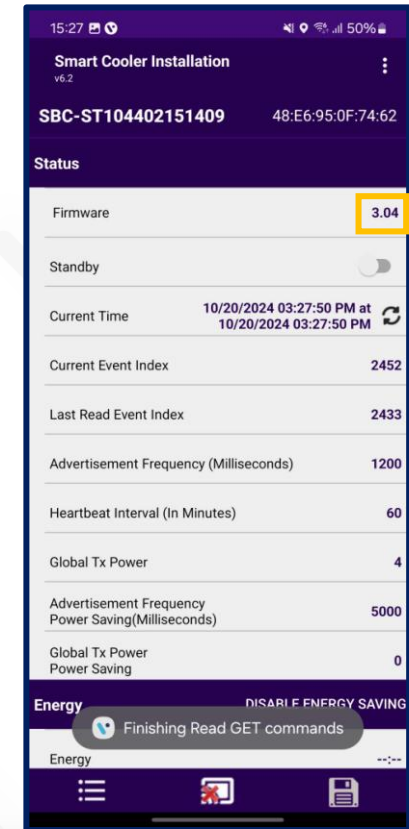 15:27 50%
Smart Cooler Installation
v6.2
SBC-ST104402151409 48:E6:95:0F:74:62
Status
Firmware 3.04
Standby
Current Time 10/20/2024 03:27:50 PM at
10/20/2024 03:27:50 PM
Current Event Index 2452
Last Read Event Index 2433
Advertisement Frequency (Milliseconds) 1200
Heartbeat Interval (In Minutes) 60
Global Tx Power 4
Advertisement Frequency
Power Saving(Milliseconds) 5000
Global Tx Power
Power Saving 0
Energy DISABLE ENERGY SAVING
Finishing Read GET commands
Energy --:--